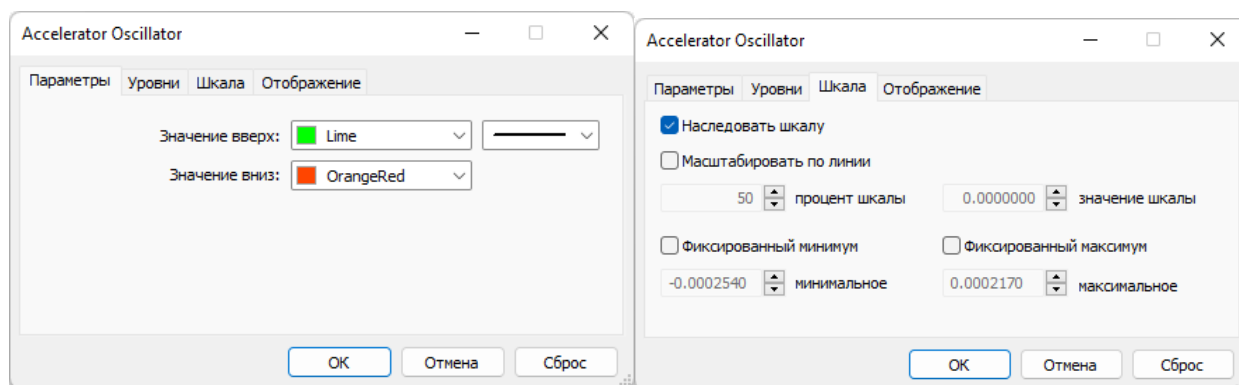 Accelerator Oscillator
Параметры Уровни Шкала Отображение
Значение вверх: Lime
Значение вниз: OrangeRed
OK Отмена Сброс
Accelerator Oscillator
Параметры Уровни Шкала Отображение
Наследовать шкалу
Масштабировать по линии
50 процент шкалы 0.0000000 значение шкалы
Фиксированный минимум Фиксированный максимум
-0.0002540 минимальное 0.0002170 максимальное
OK Отмена Сброс